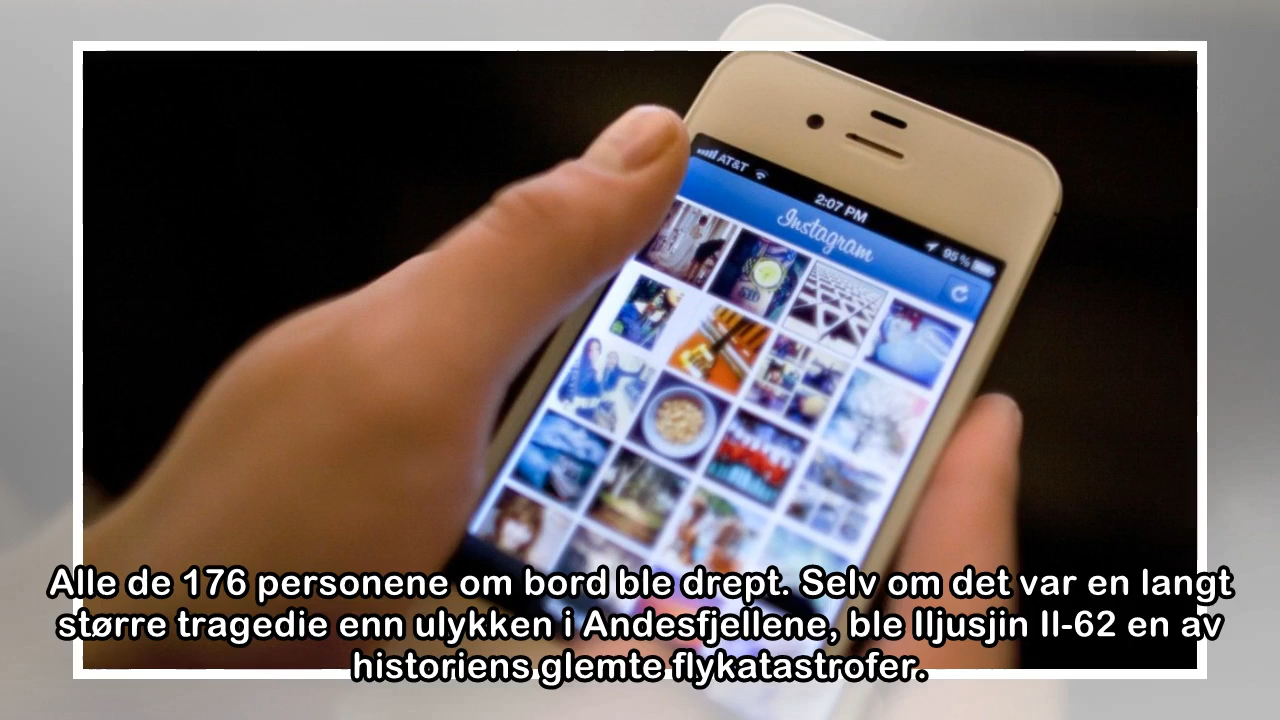 AT&T
2:07 PM
95%
Instagram
Alle de 176 personene om bord ble drept. Selv om det var en langt
større tragedie enn ulykken i Andesfjellene, ble Iljusjin Il-62 en av
historiens glemte flykatastrofer.